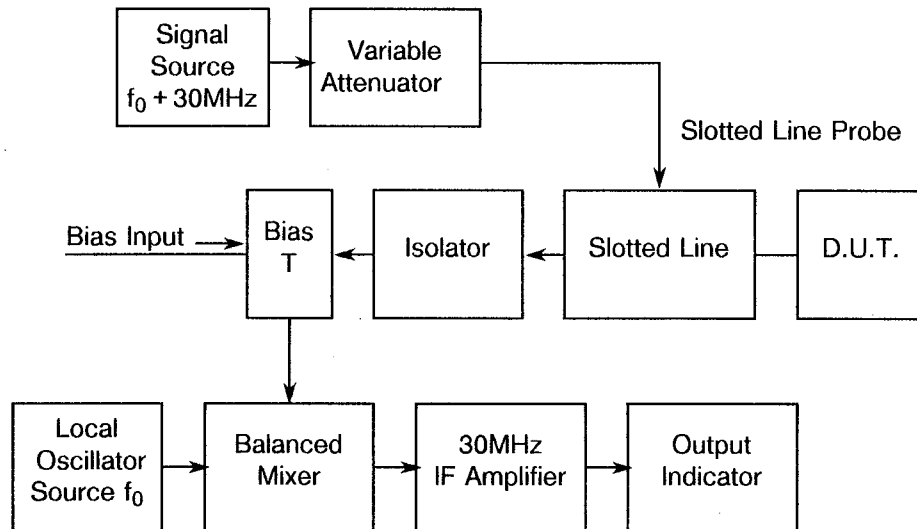 Signal
Source
f₀ + 30MHz
Variable
Attenuator
Slotted Line Probe
Bias Input
Bias
T
Isolator
Slotted Line
D.U.T.
Local
Oscillator
Source f₀
Balanced
Mixer
30MHz
IF Amplifier
Output
Indicator